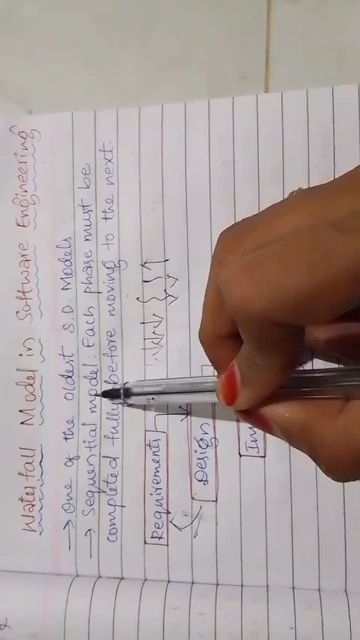 Waterfall Model in Software Engineering
→ One of the oldest S.D. Models
→ Sequential model: Each phase must be
completed fully before moving to the next.
Requirements
Design
Im